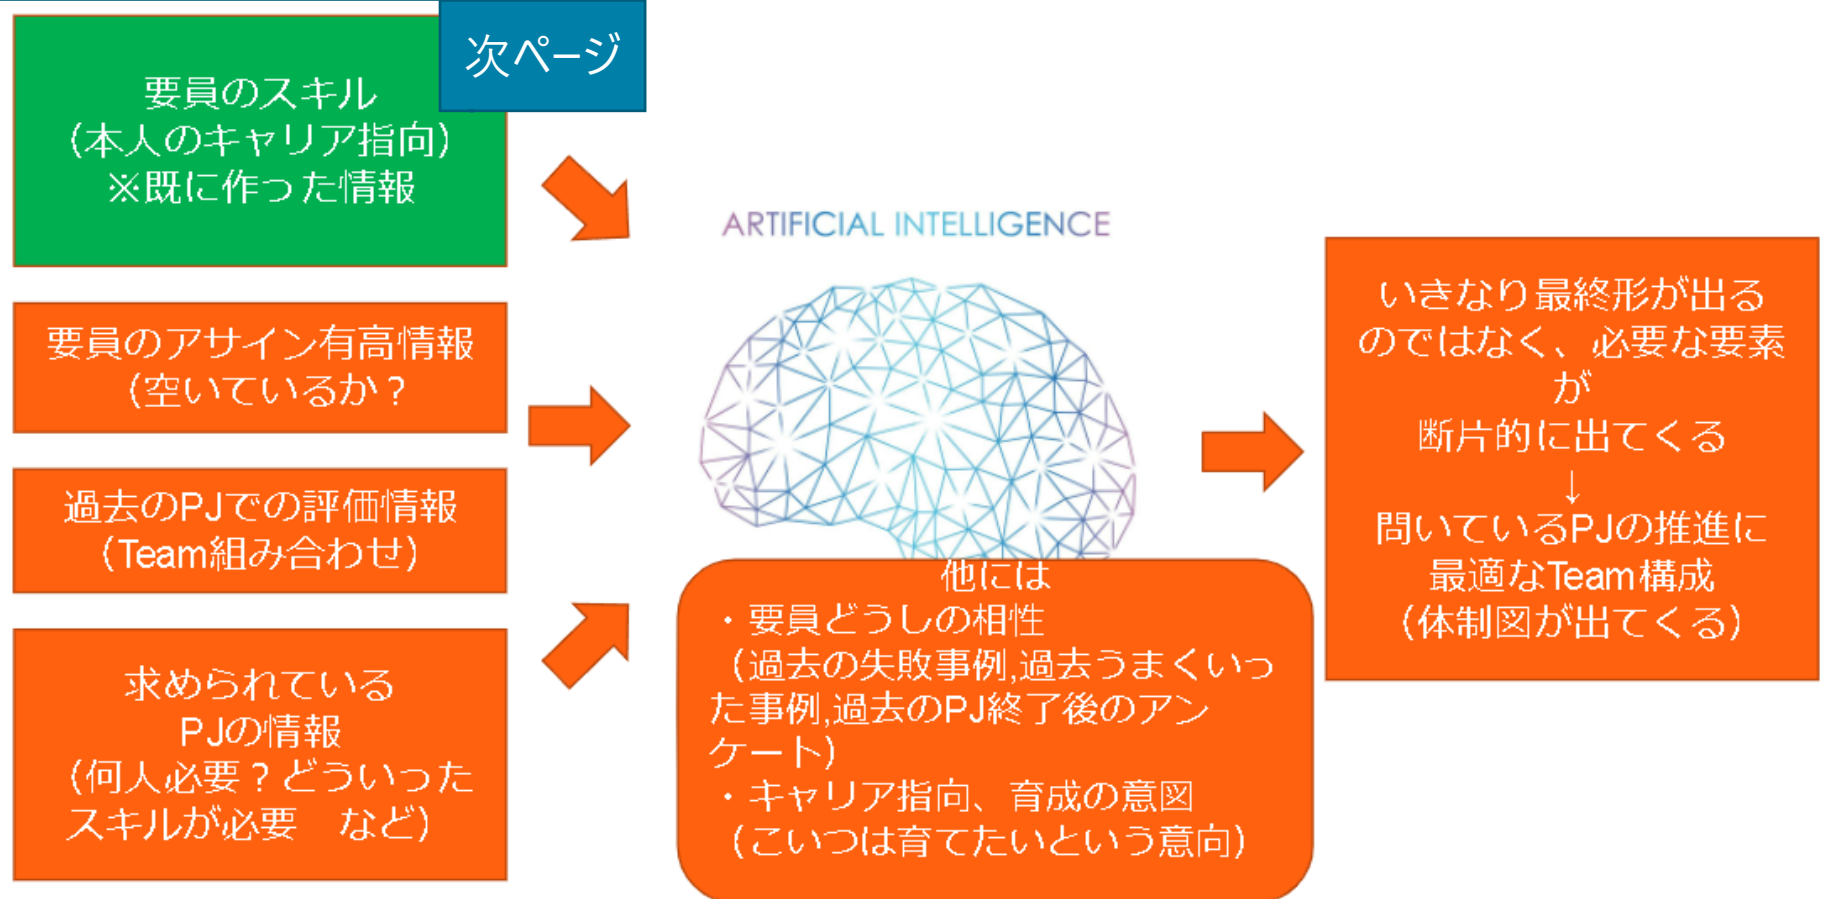 次ページ
要員のスキル
（本人のキャリア指向）
※既に作った情報
要員のアサイン有高情報
（空いているか？
過去のPJでの評価情報
（Team組み合わせ）
求められている
PJの情報
（何人必要？どういった
スキルが必要　など）
ARTIFICIAL INTELLIGENCE
他には
・要員どうしの相性
（過去の失敗事例,過去うまくいっ
た事例,過去のPJ終了後のアン
ケート）
・キャリア指向、育成の意図
（こいつは育てたいという意向）
いきなり最終形が出る
のではなく、必要な要素
が
断片的に出てくる
↓
問いているPJの推進に
最適なTeam構成
（体制図が出てくる）